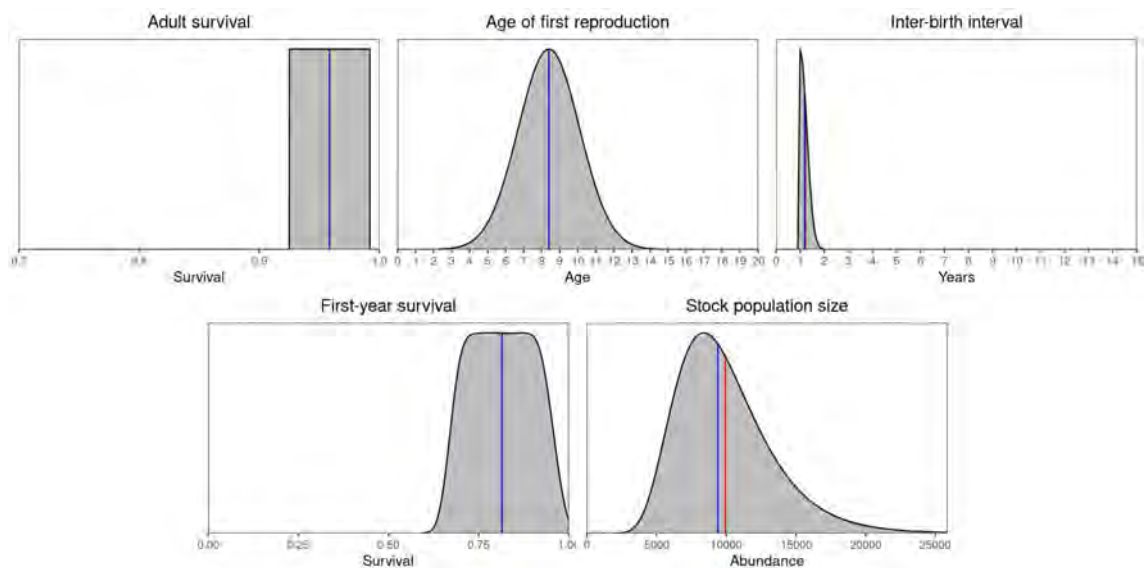 Adult survival
Age of first reproduction
Inter-birth interval
0.7 0.8 0.9 1.0
0 1 2 3 4 5 6 7 8 9 10 11 12 13 14 15 16 17 18 19 20
0 1 2 3 4 5 6 7 8 9 10 11 12 13 14 15
Survival
Age
Years
First-year survival
Stock population size
0.00 0.25 0.50 0.75 1.0
0 5000 10000 15000 20000 25000
Survival
Abundance